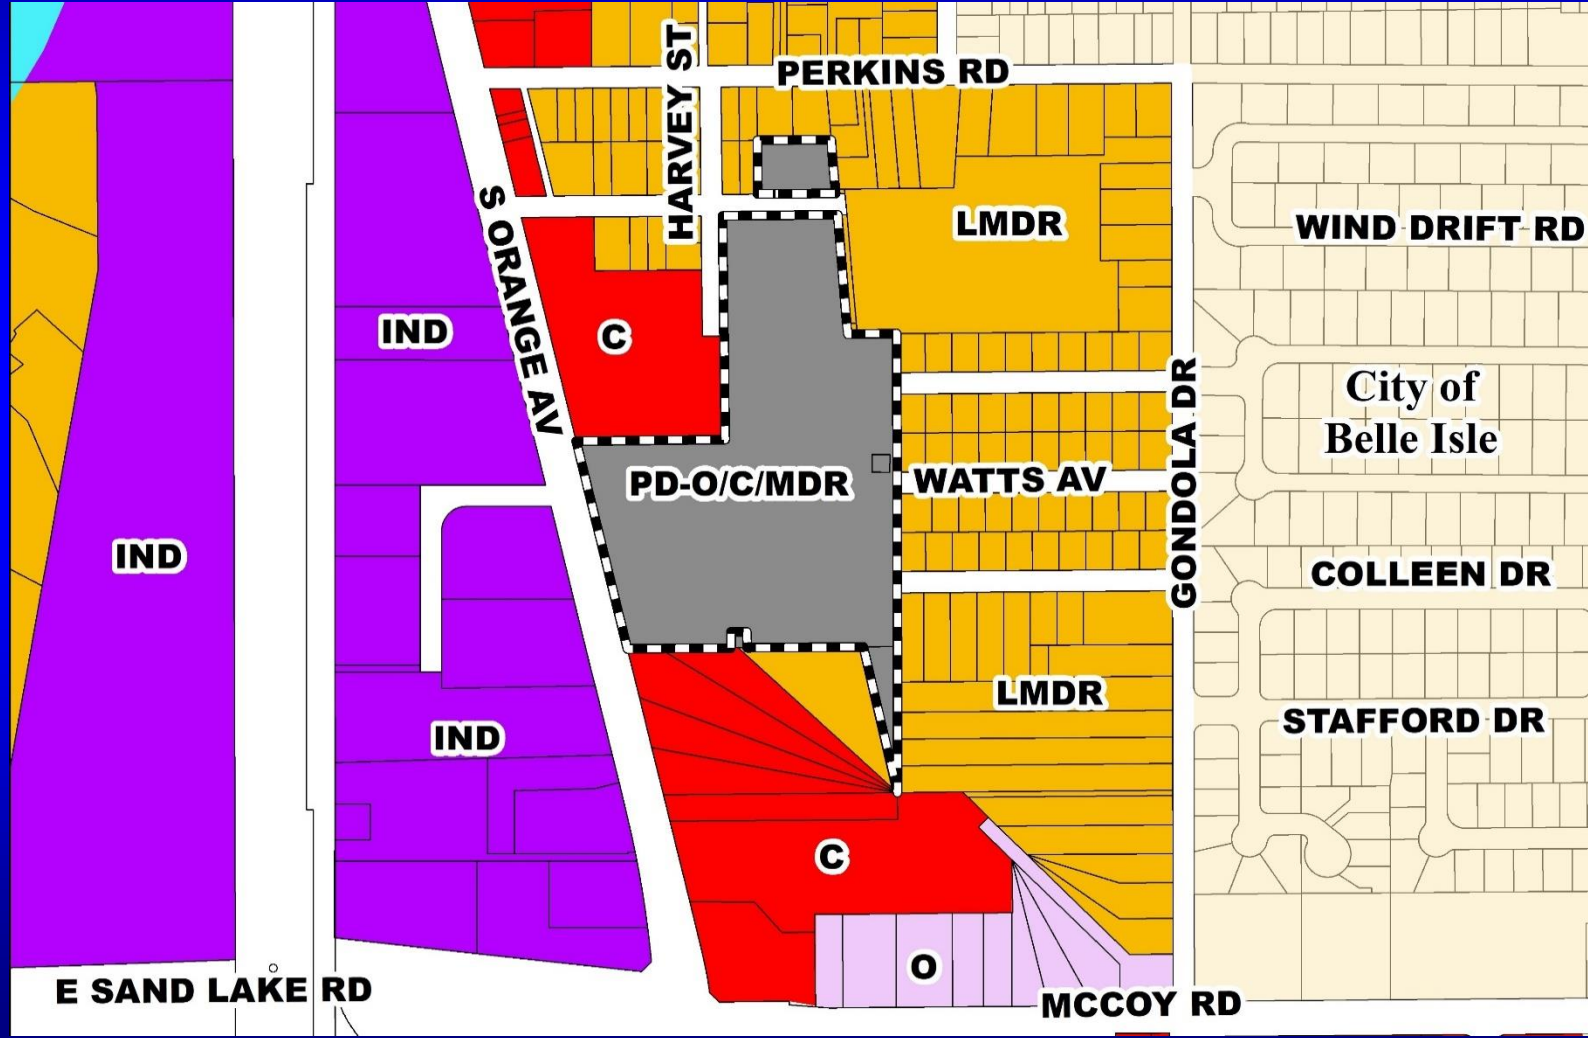 HARVEY ST
PERKINS RD
S ORANGE AV
LMDR
WIND DRIFT RD
IND
C
City of
Belle Isle
GONDOLA DR
PD-O/C/MDR
WATTS AV
IND
COLLEEN DR
LMDR
STAFFORD DR
IND
C
O
E SAND LAKE RD
MCCOY RD